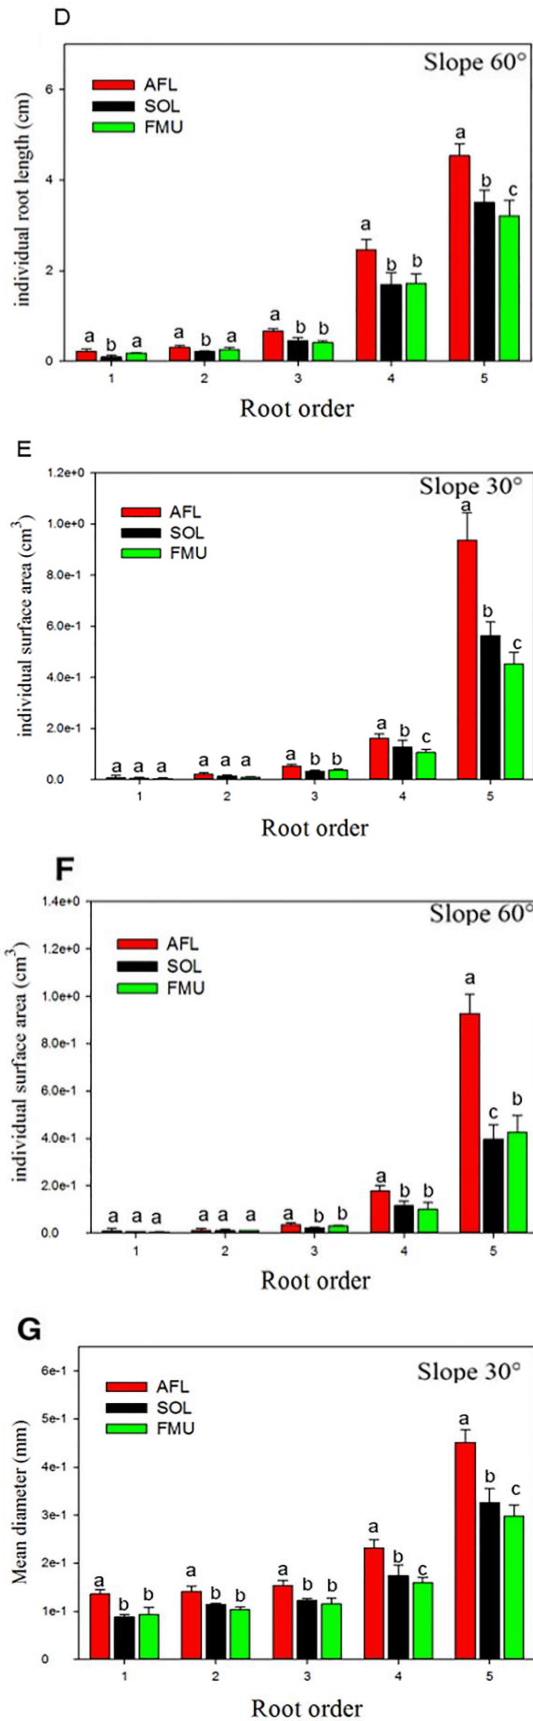 D
Slope 60°
AFL
SOL
FMU
individual root length (cm)
6
4
2
0
a b a
a b a
a b b
a b b
a b c
1 2 3 4 5
Root order
E
Slope 30°
AFL
SOL
FMU
individual surface area (cm³)
1.2e+0
1.0e+0
8.0e-1
6.0e-1
4.0e-1
2.0e-1
0.0
a a a
a a a
a b b
a b c
a b c
1 2 3 4 5
Root order
F
Slope 60°
AFL
SOL
FMU
individual surface area (cm³)
1.4e+0
1.2e+0
1.0e+0
8.0e-1
6.0e-1
4.0e-1
2.0e-1
0.0
a a a
a a a
a b b
a b b
a c b
1 2 3 4 5
Root order
G
Slope 30°
AFL
SOL
FMU
Mean diameter (mm)
6e-1
5e-1
4e-1
3e-1
2e-1
1e-1
0
a b b
a b b
a b b
a b c
a b c
1 2 3 4 5
Root order